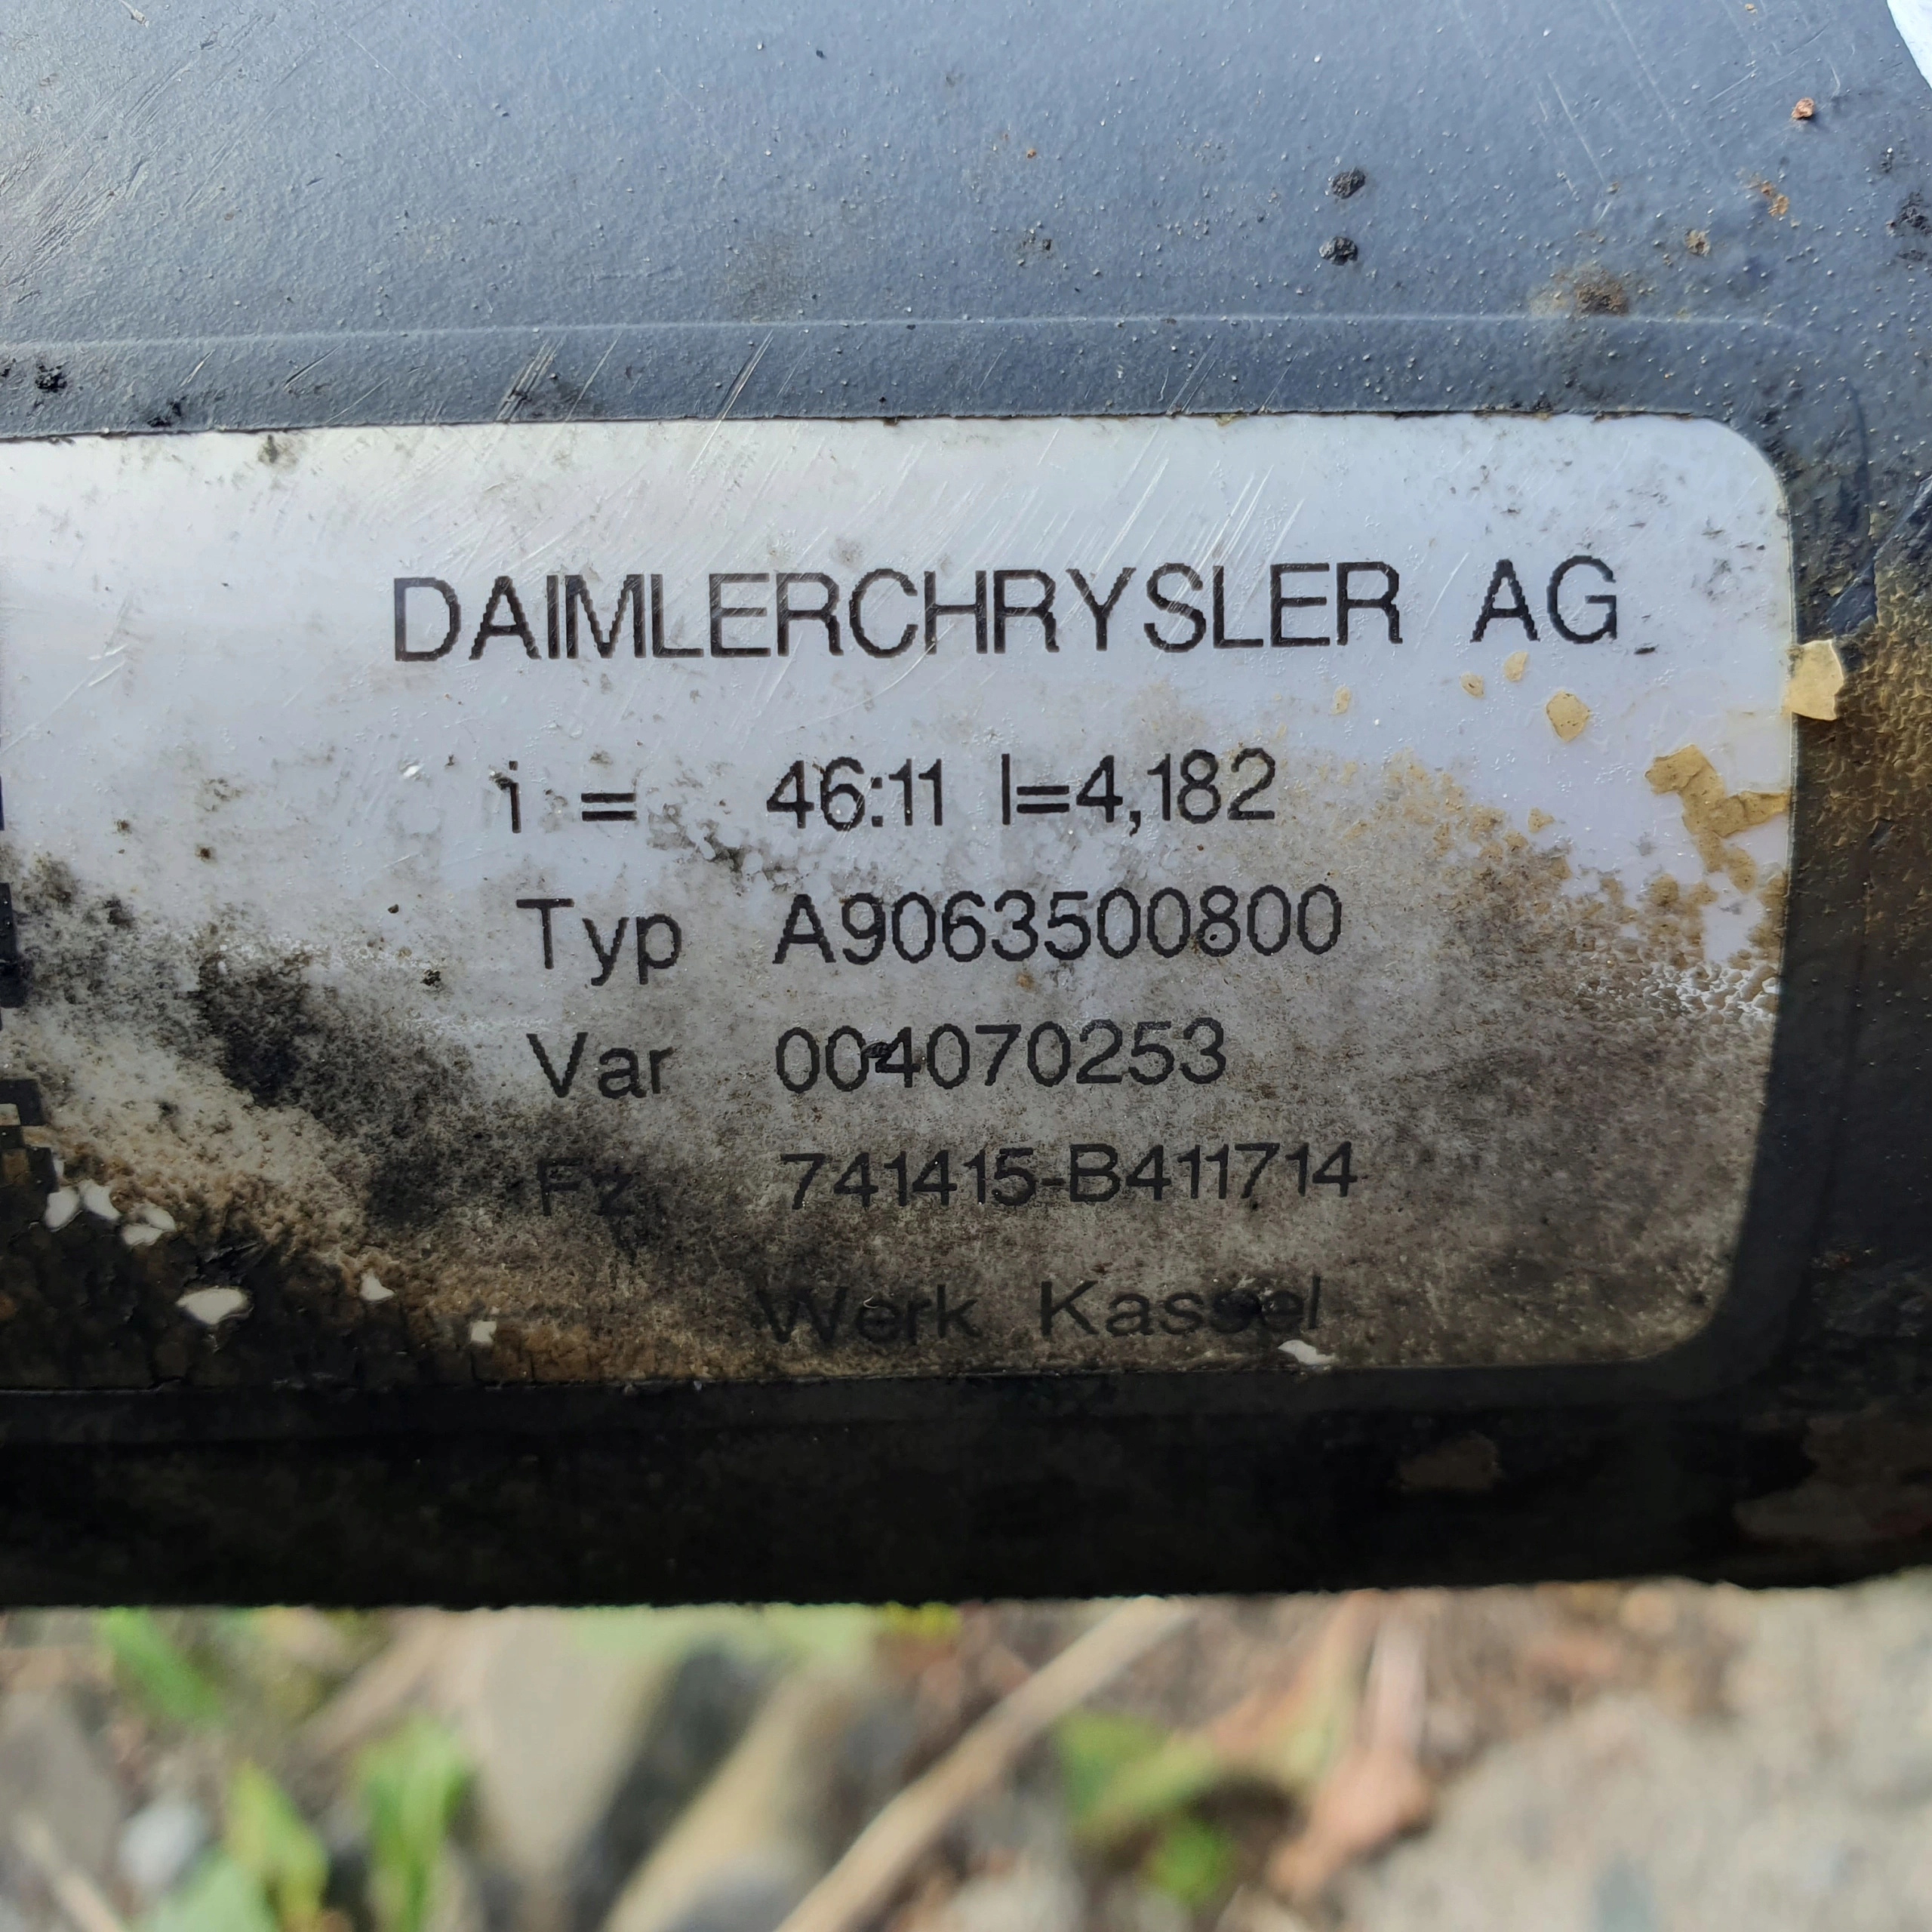 DAIMLERCHRYSLER AG
i = 46:11 I=4,182
Typ A9063500800
Var 004070253
Fz 741415-B411714
Werk Kassel